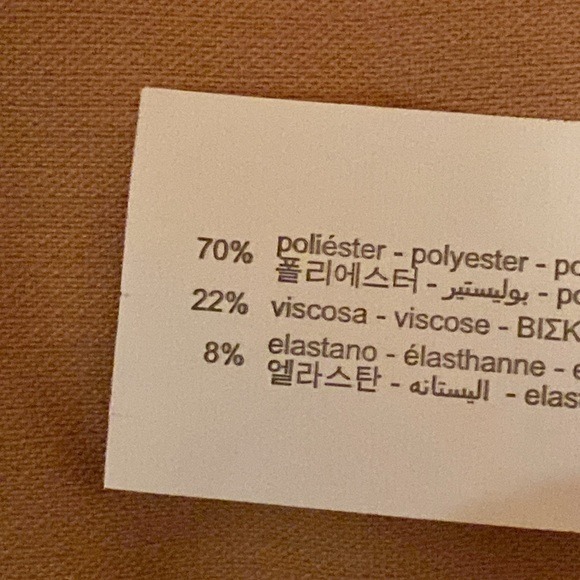 70% poliéster - polyester - po
폴리에스터 - بوليستير - po
22% viscosa - viscose - ΒΙΣΚ
8% elastano - élasthanne - e
엘라스탄 - اليستانه - elas